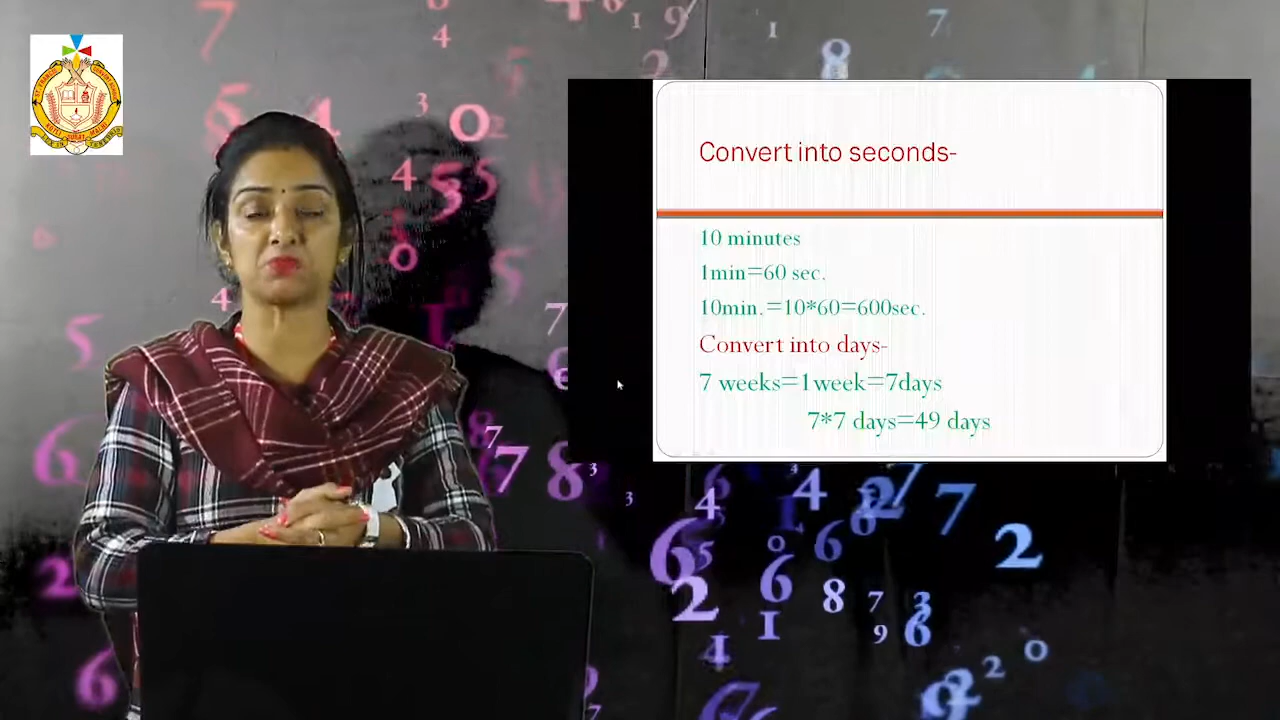 Convert into seconds-
10 minutes
1min=60 sec.
10min.=10*60=600sec.
Convert into days-
7 weeks=1week=7days
7*7 days=49 days